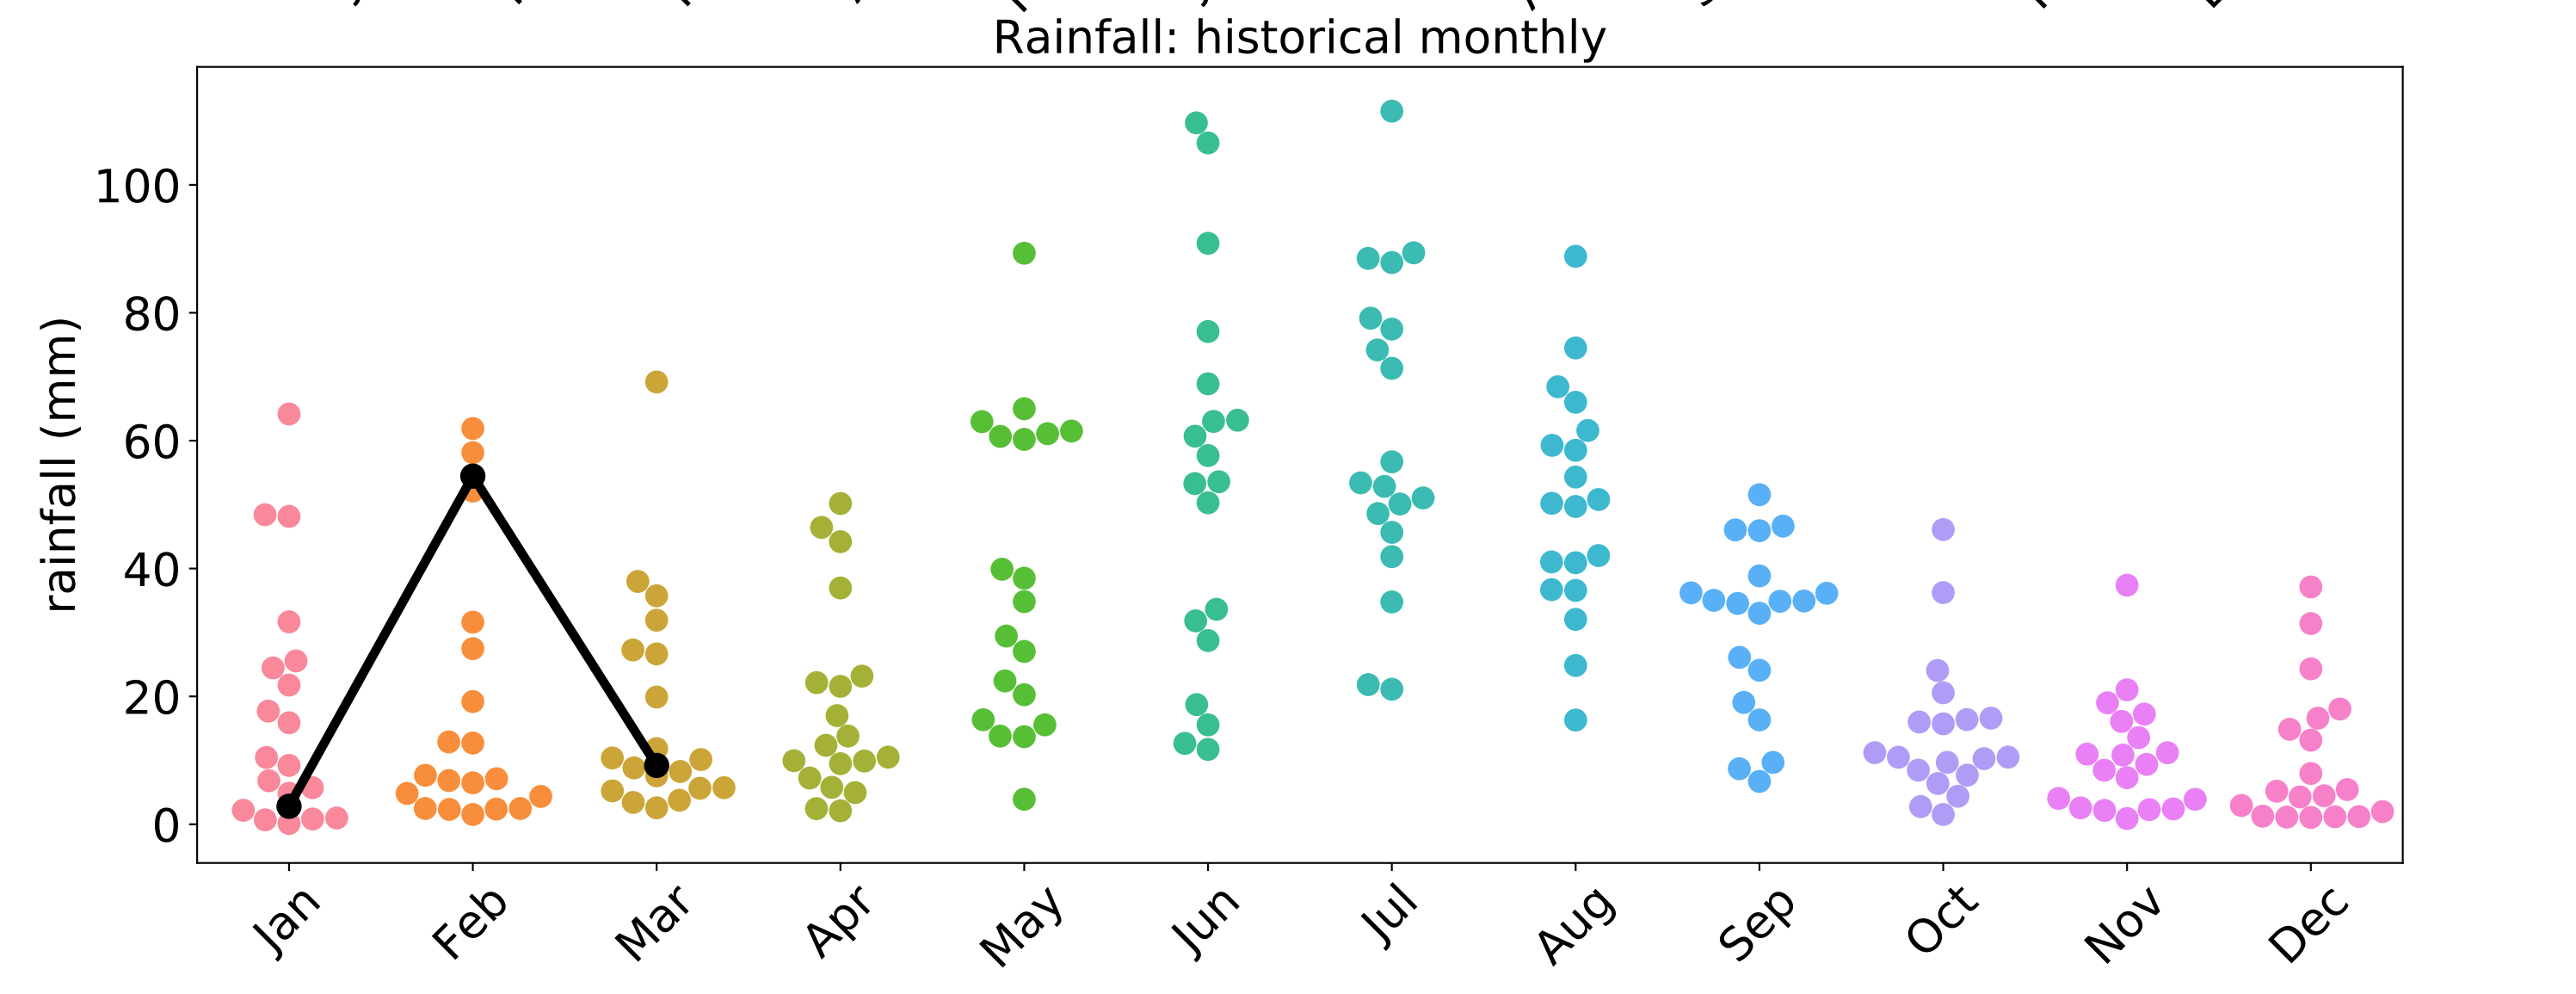 Rainfall: historical monthly
rainfall (mm)
100
80
60
40
20
0
Jan
Feb
Mar
Apr
May
Jun
Jul
Aug
Sep
Oct
Nov
Dec